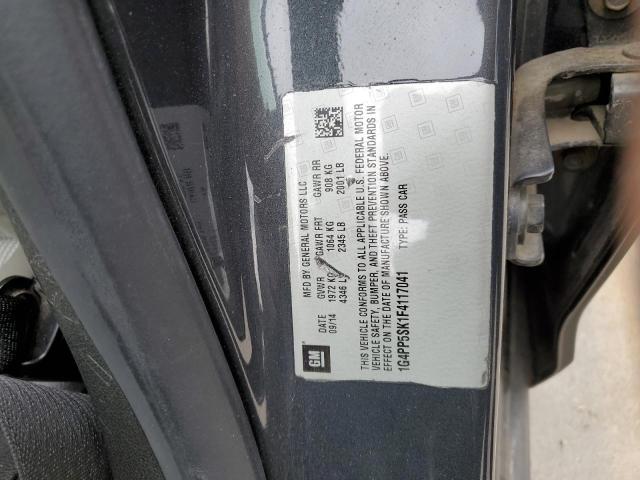 GM
MFD BY GENERAL MOTORS LLC
DATE GVWR GAWR FRT GAWR RR
09/14 1972 KG 1064 KG 908 KG
4346 LB 2345 LB 2001 LB
THIS VEHICLE CONFORMS TO ALL APPLICABLE U.S. FEDERAL MOTOR
VEHICLE SAFETY, BUMPER, AND THEFT PREVENTION STANDARDS IN
EFFECT ON THE DATE OF MANUFACTURE SHOWN ABOVE.
1G4PP5SK1F4117041 TYPE: PASS CAR